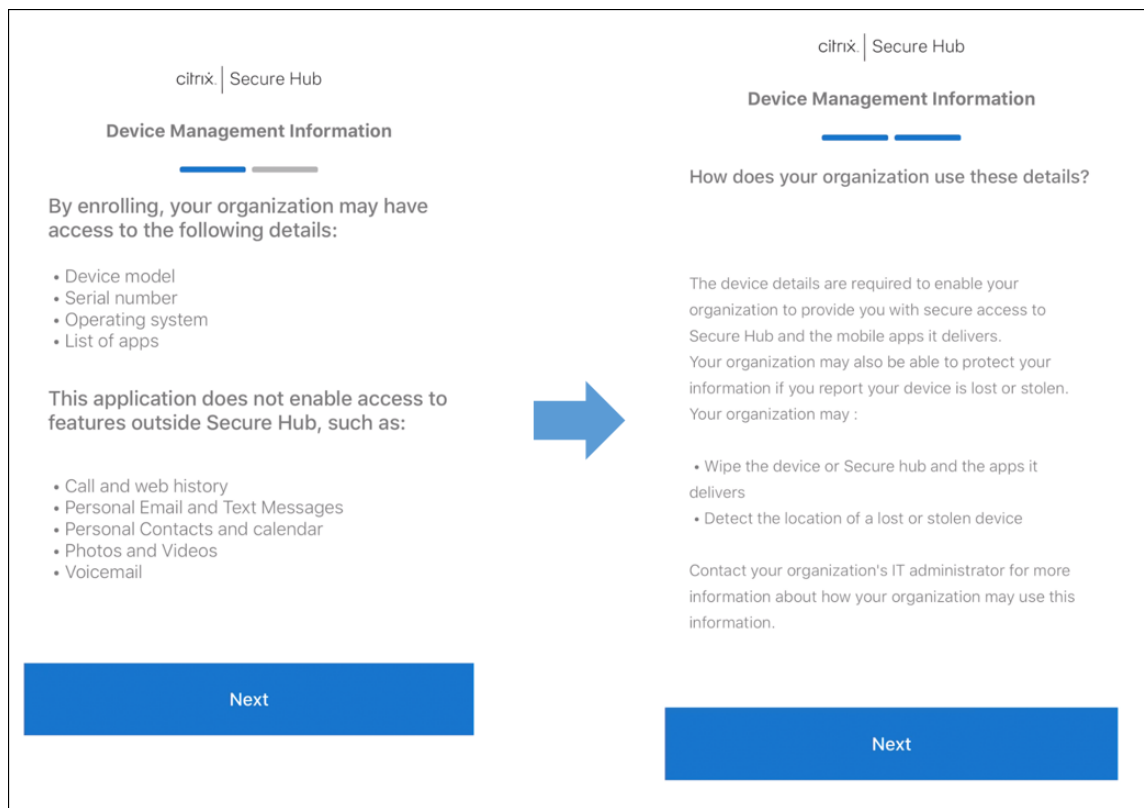 citrix. | Secure Hub
Device Management Information
By enrolling, your organization may have
access to the following details:
• Device model
• Serial number
• Operating system
• List of apps
This application does not enable access to
features outside Secure Hub, such as:
• Call and web history
• Personal Email and Text Messages
• Personal Contacts and calendar
• Photos and Videos
• Voicemail
Next
citrix. | Secure Hub
Device Management Information
How does your organization use these details?
The device details are required to enable your
organization to provide you with secure access to
Secure Hub and the mobile apps it delivers.
Your organization may also be able to protect your
information if you report your device is lost or stolen.
Your organization may :
• Wipe the device or Secure hub and the apps it
delivers
• Detect the location of a lost or stolen device
Contact your organization's IT administrator for more
information about how your organization may use this
information.
Next